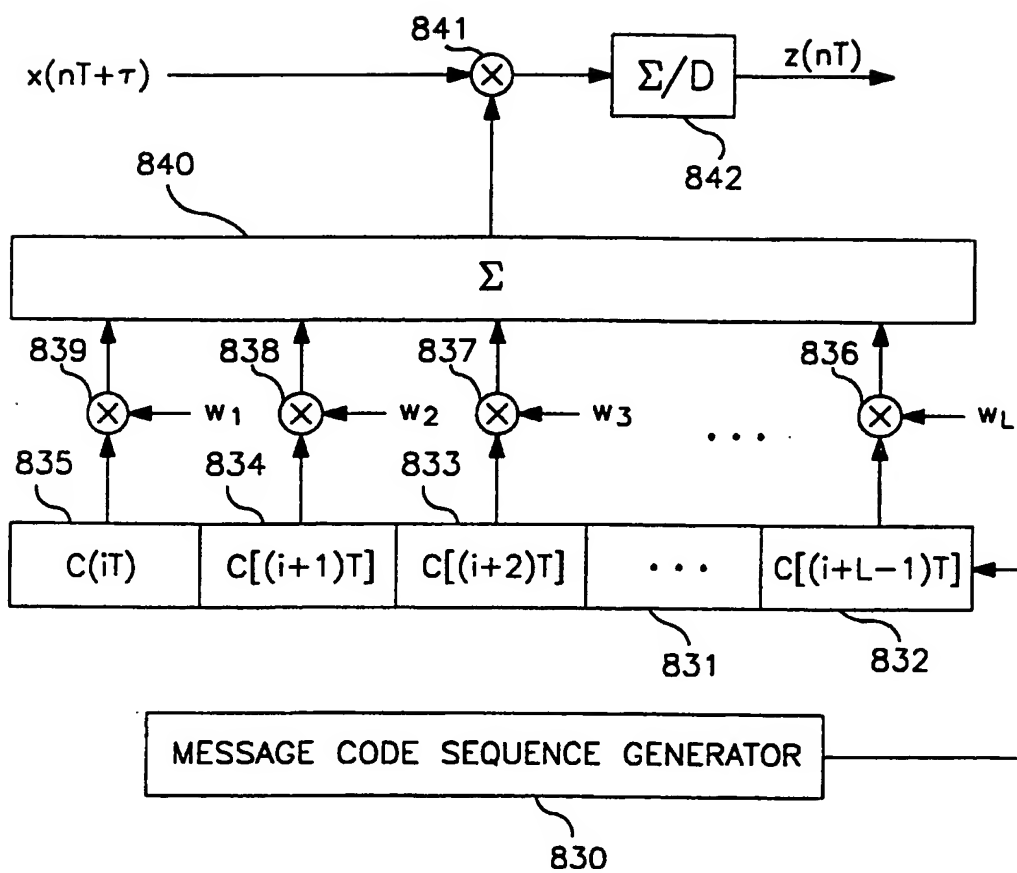 841
x(nT+τ)
Σ/D
z(nT)
842
840
Σ
839
838
837
836
w1
w2
w3
• • •
wL
835
834
833
C(iT)
C[(i+1)T]
C[(i+2)T]
• • •
C[(i+L−1)T]
831
832
MESSAGE CODE SEQUENCE GENERATOR
830